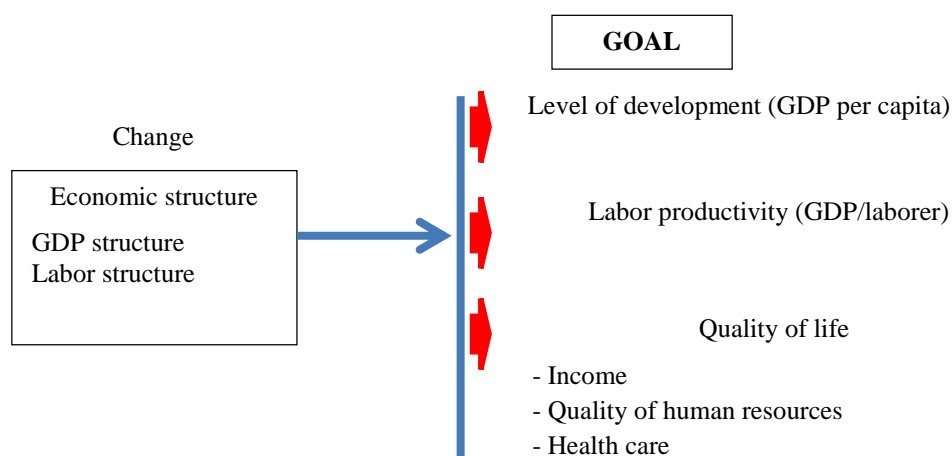 GOAL
Level of development (GDP per capita)
Change
Economic structure
GDP structure
Labor structure
Labor productivity (GDP/laborer)
Quality of life
- Income
- Quality of human resources
- Health care